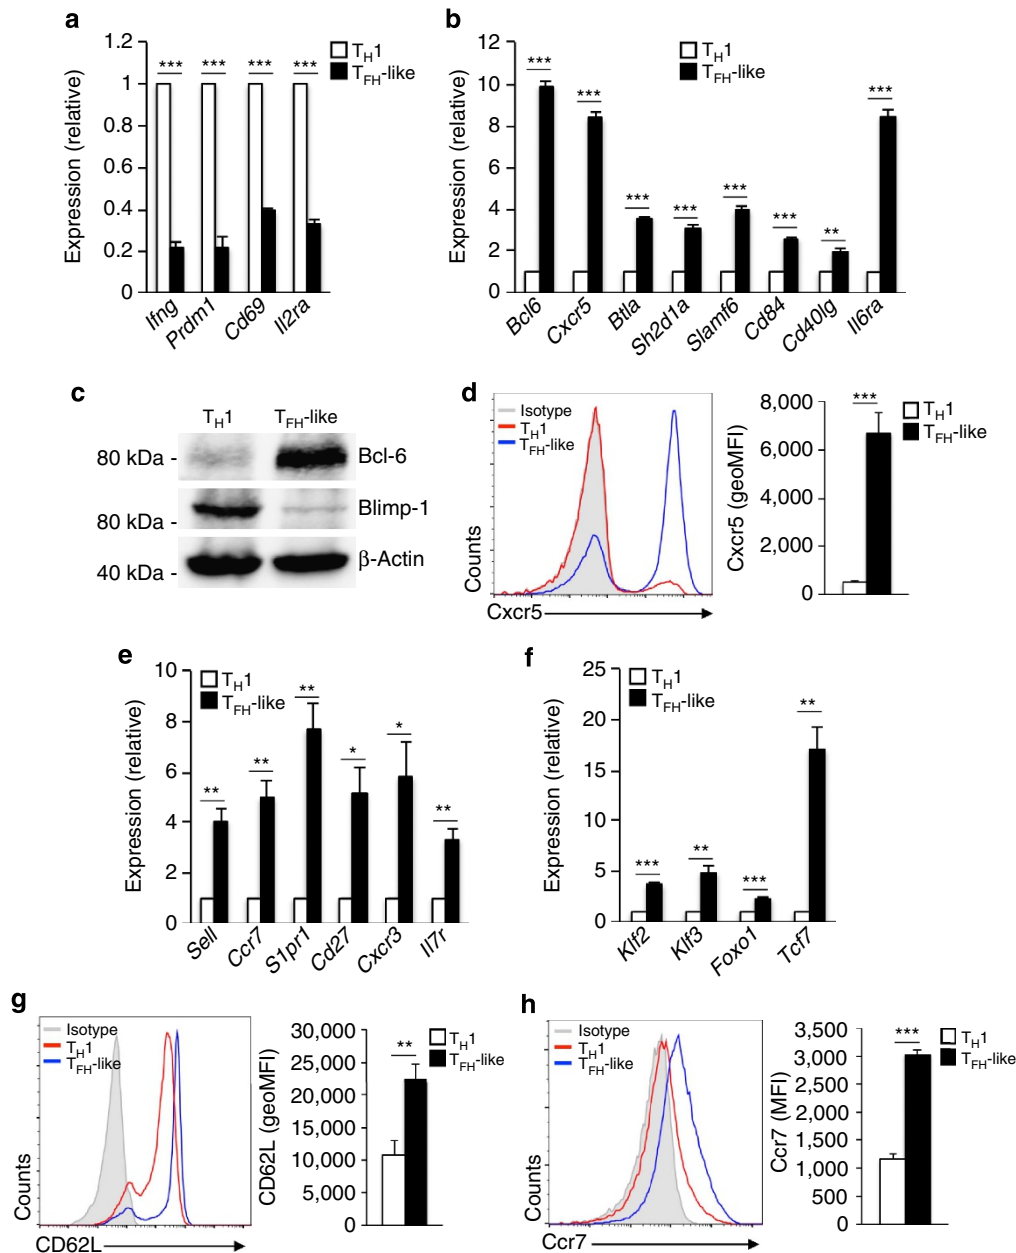 a
1.2
1
0.8
0.6
0.4
0.2
0
Expression (relative)
*** *** *** ***
TH1
TFH-like
Ifng Prdm1 Cd69 Il2ra
b
12
10
8
6
4
2
0
Expression (relative)
*** *** *** *** *** *** ** ***
TH1
TFH-like
Bcl6 Cxcr5 Btla Sh2d1a Slamf6 Cd84 Cd40lg Il6ra
c
TH1 TFH-like
80 kDa - Bcl-6
80 kDa - Blimp-1
40 kDa - β-Actin
d
Isotype
TH1
TFH-like
Counts
Cxcr5
8,000
6,000
4,000
2,000
0
Cxcr5 (geoMFI)
***
TH1
TFH-like
e
10
8
6
4
2
0
Expression (relative)
TH1
TFH-like
** ** ** * * **
Sell Ccr7 S1pr1 Cd27 Cxcr3 Il7r
f
25
20
15
10
5
0
Expression (relative)
TH1
TFH-like
*** ** *** **
Klf2 Klf3 Foxo1 Tcf7
g
Isotype
TH1
TFH-like
Counts
CD62L
30,000
25,000
20,000
15,000
10,000
5,000
0
CD62L (geoMFI)
**
TH1
TFH-like
h
Isotype
TH1
TFH-like
Counts
Ccr7
3,500
3,000
2,500
2,000
1,500
1,000
500
0
Ccr7 (MFI)
***
TH1
TFH-like